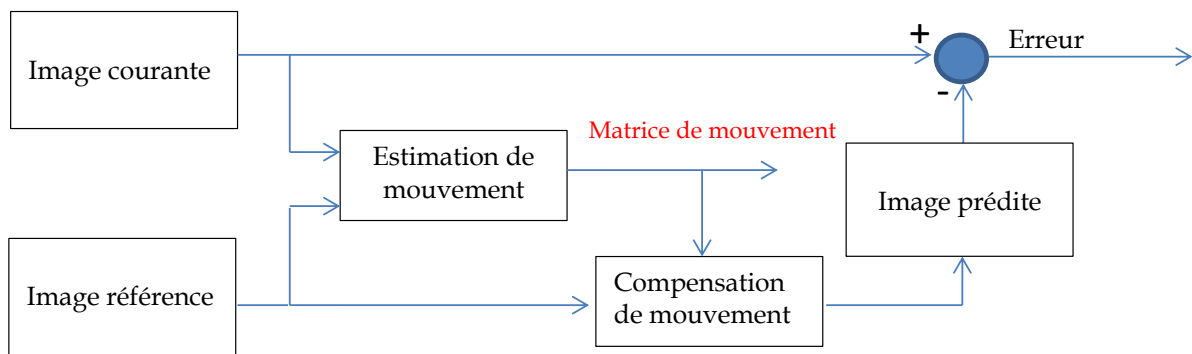 +
Erreur
Image courante
-
Matrice de mouvement
Estimation de
mouvement
Image prédite
Image référence
Compensation
de mouvement